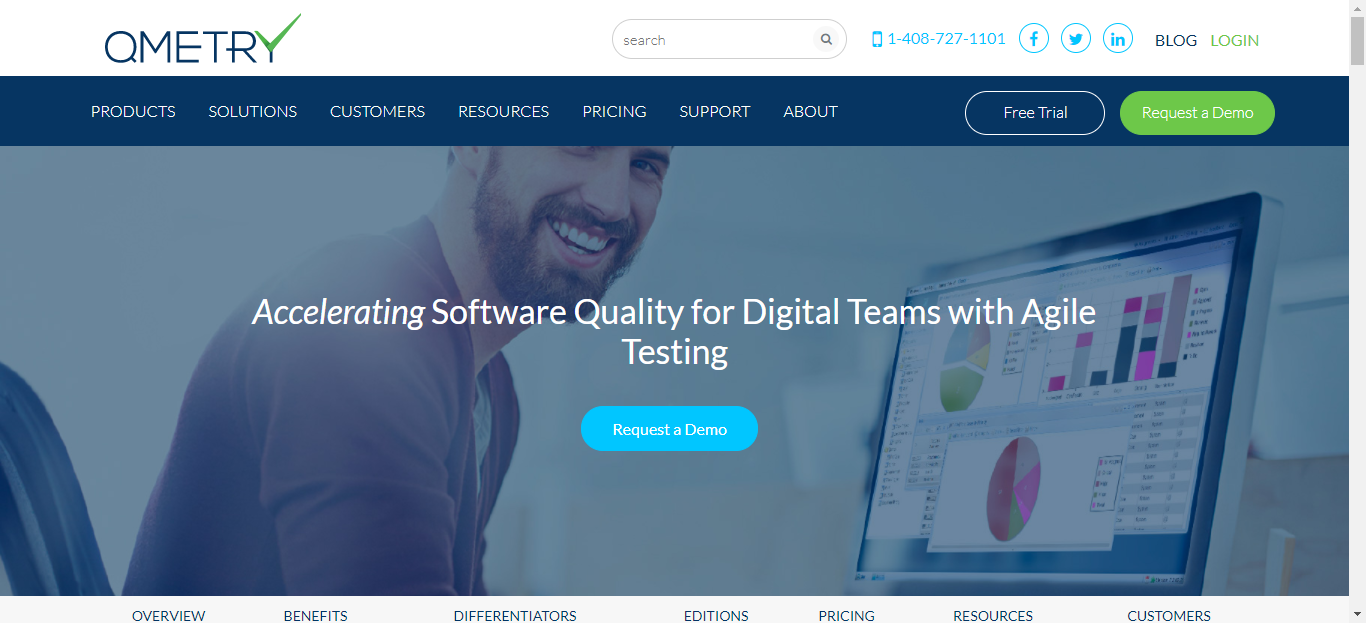 QMETRY
search
1-408-727-1101
BLOG
LOGIN
PRODUCTS
SOLUTIONS
CUSTOMERS
RESOURCES
PRICING
SUPPORT
ABOUT
Free Trial
Request a Demo
Accelerating Software Quality for Digital Teams with Agile
Testing
Request a Demo
OVERVIEW
BENEFITS
DIFFERENTIATORS
EDITIONS
PRICING
RESOURCES
CUSTOMERS